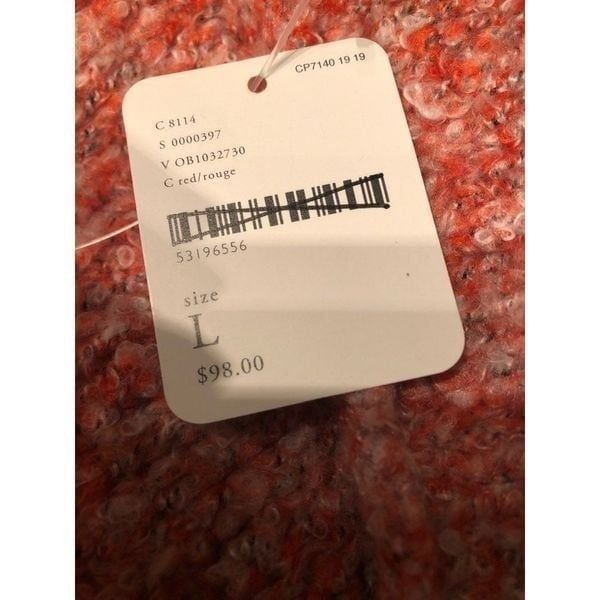 CP7140 19 19
C 8114
S 0000397
V OB1032730
C red/rouge
53196556
size
L
$98.00